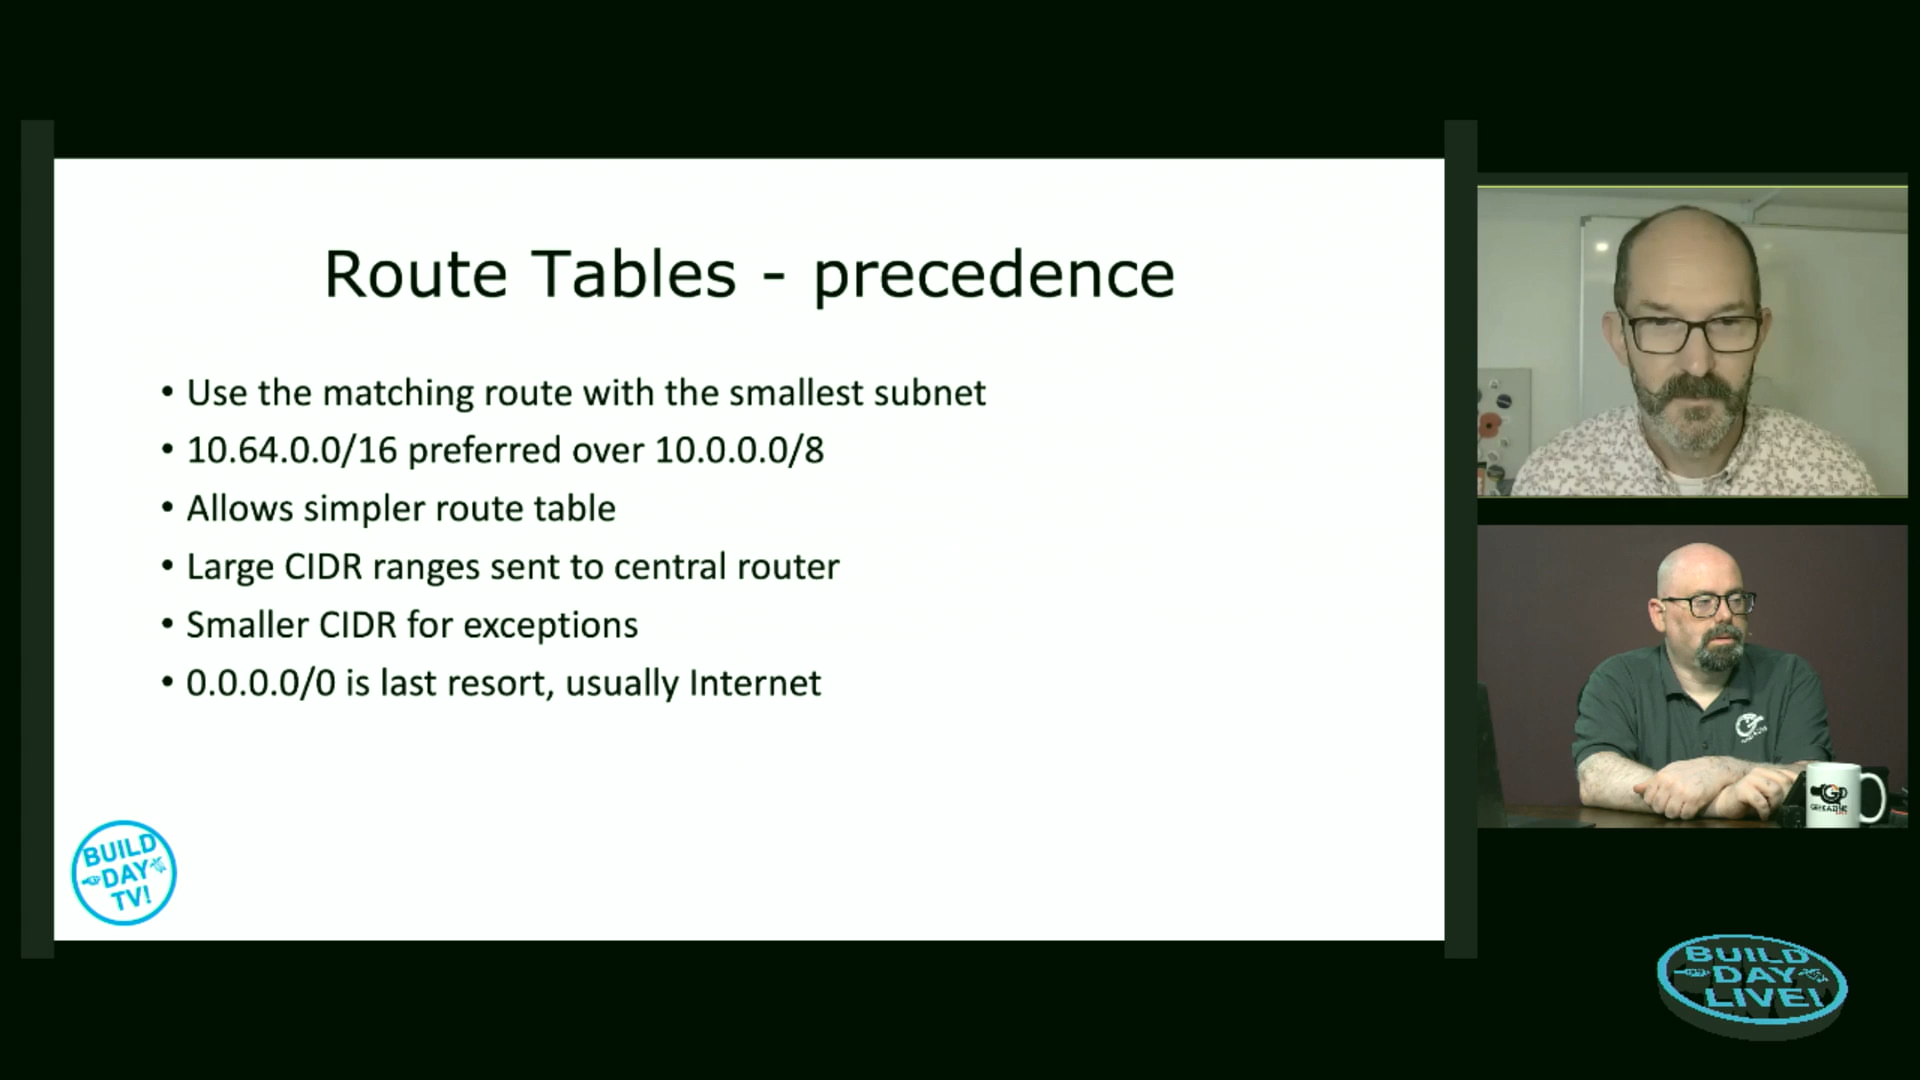 Route Tables - precedence
• Use the matching route with the smallest subnet
• 10.64.0.0/16 preferred over 10.0.0.0/8
• Allows simpler route table
• Large CIDR ranges sent to central router
• Smaller CIDR for exceptions
• 0.0.0.0/0 is last resort, usually Internet
BUILD
DAY
TV!
BUILD
DAY
LIVE!